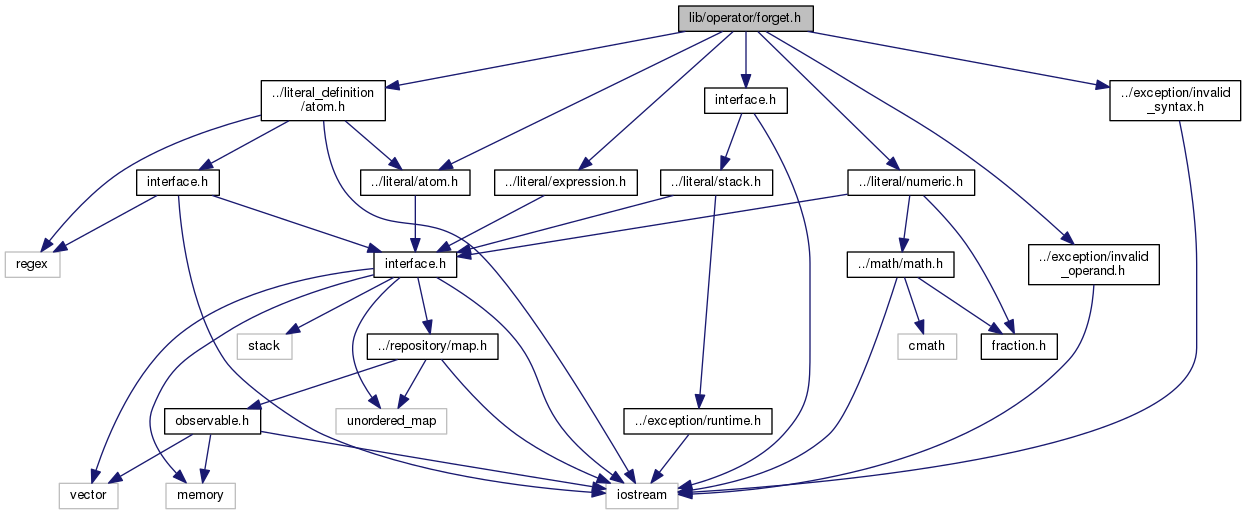 lib/operator/forget.h
../literal_definition
/atom.h
interface.h
../exception/invalid
_syntax.h
interface.h
../literal/atom.h
../literal/expression.h
../literal/stack.h
../literal/numeric.h
regex
interface.h
../math/math.h
../exception/invalid
_operand.h
stack
../repository/map.h
cmath
fraction.h
observable.h
unordered_map
../exception/runtime.h
vector
memory
iostream